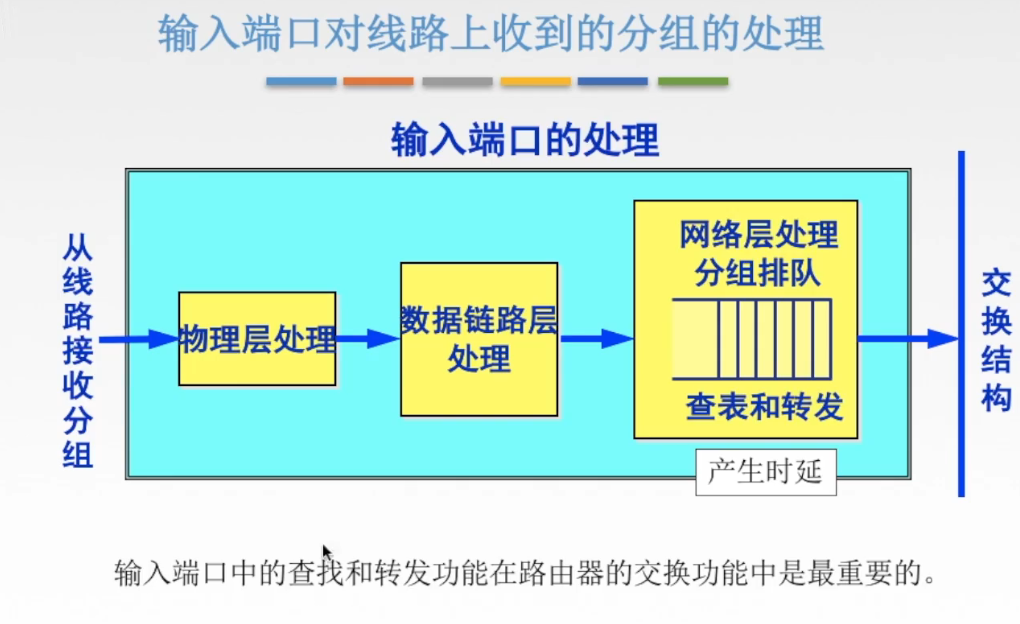 输入端口对线路上收到的分组的处理
输入端口的处理
从线路接收分组
物理层处理
数据链路层
处理
网络层处理
分组排队
查表和转发
产生时延
交换结构
输入端口中的查找和转发功能在路由器的交换功能中是最重要的。